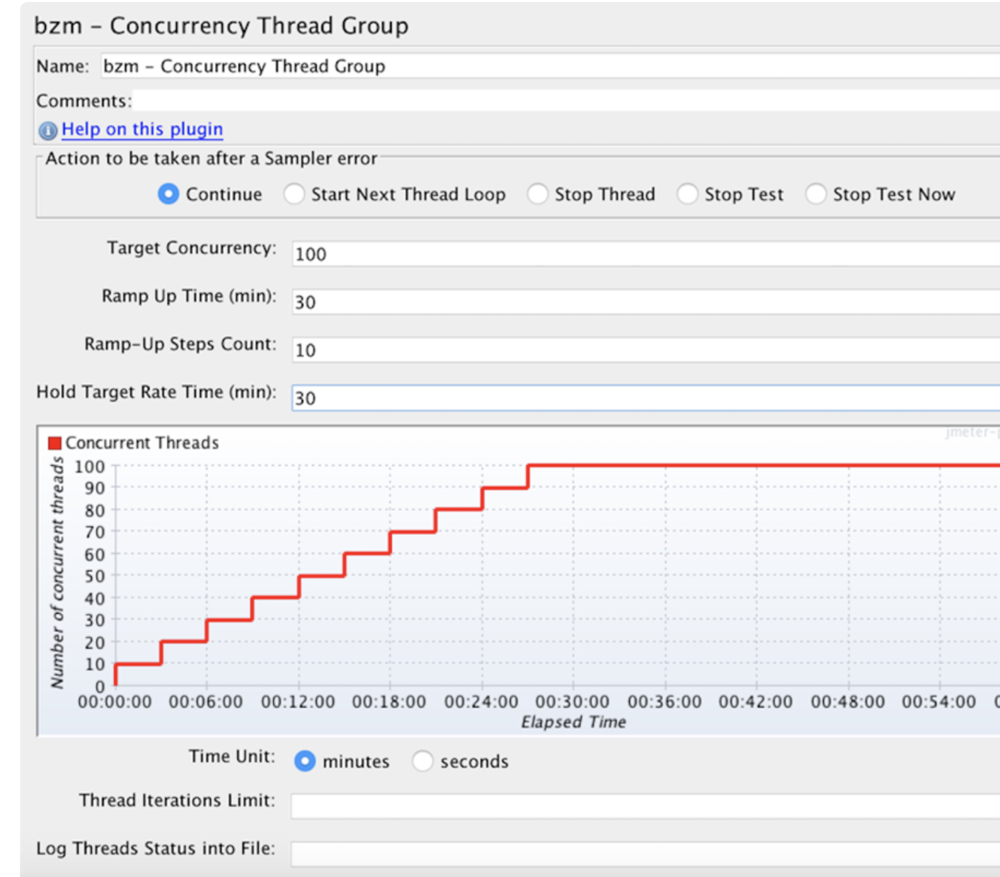 bzm – Concurrency Thread Group
Name: bzm – Concurrency Thread Group
Comments:
Help on this plugin
Action to be taken after a Sampler error
Continue Start Next Thread Loop Stop Thread Stop Test Stop Test Now
Target Concurrency: 100
Ramp Up Time (min): 30
Ramp-Up Steps Count: 10
Hold Target Rate Time (min): 30
jmeter-p
Concurrent Threads
Number of concurrent threads
100
90
80
70
60
50
40
30
20
10
0
00:00:00 00:06:00 00:12:00 00:18:00 00:24:00 00:30:00 00:36:00 00:42:00 00:48:00 00:54:00
Elapsed Time
Time Unit: minutes seconds
Thread Iterations Limit:
Log Threads Status into File: